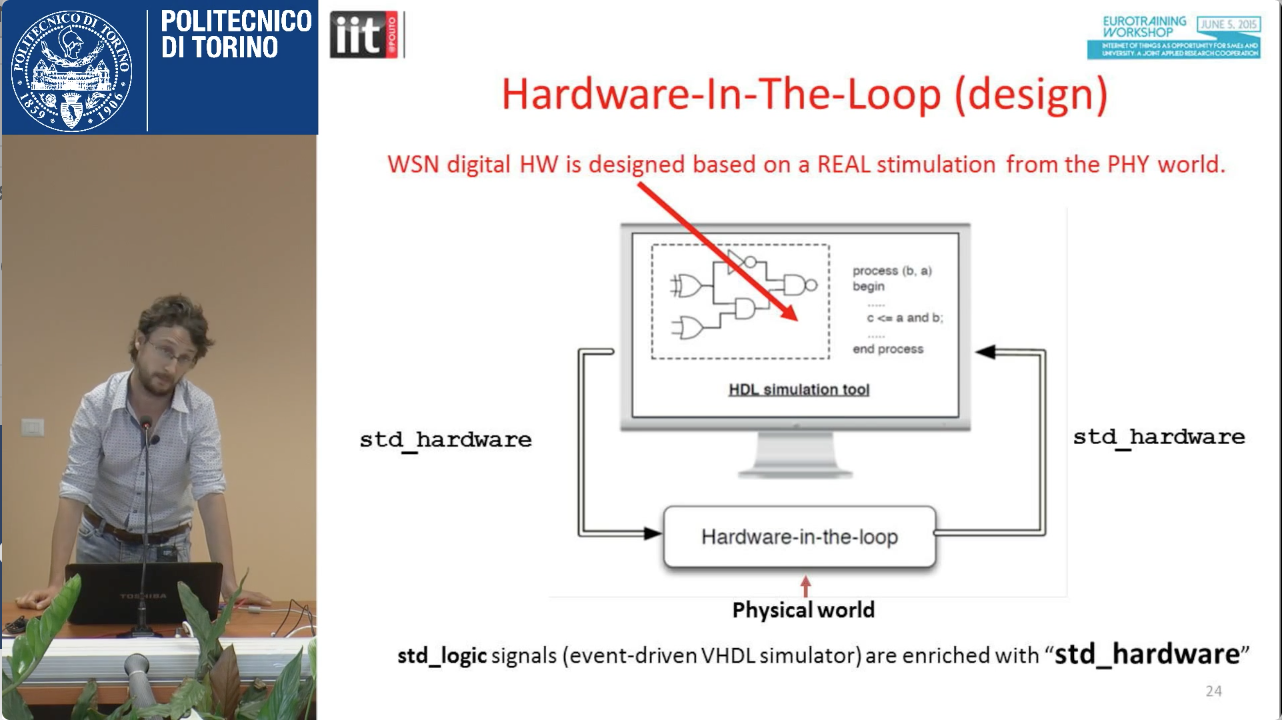 POLITECNICO
DI TORINO
POLITECNICO DI TORINO
1859 1906
iit
@POLITO
EUROTRAINING
WORKSHOP
JUNE 5, 2015
INTERNET OF THINGS AS OPPORTUNITY FOR SMES AND
UNIVERSITY: A JOINT APPLIED RESEARCH COOPERATION
Hardware-In-The-Loop (design)
WSN digital HW is designed based on a REAL stimulation from the PHY world.
process (b, a)
begin
.....
c <= a and b;
.....
end process
HDL simulation tool
std_hardware
std_hardware
Hardware-in-the-loop
Physical world
std_logic signals (event-driven VHDL simulator) are enriched with “std_hardware”
24
TOSHIBA